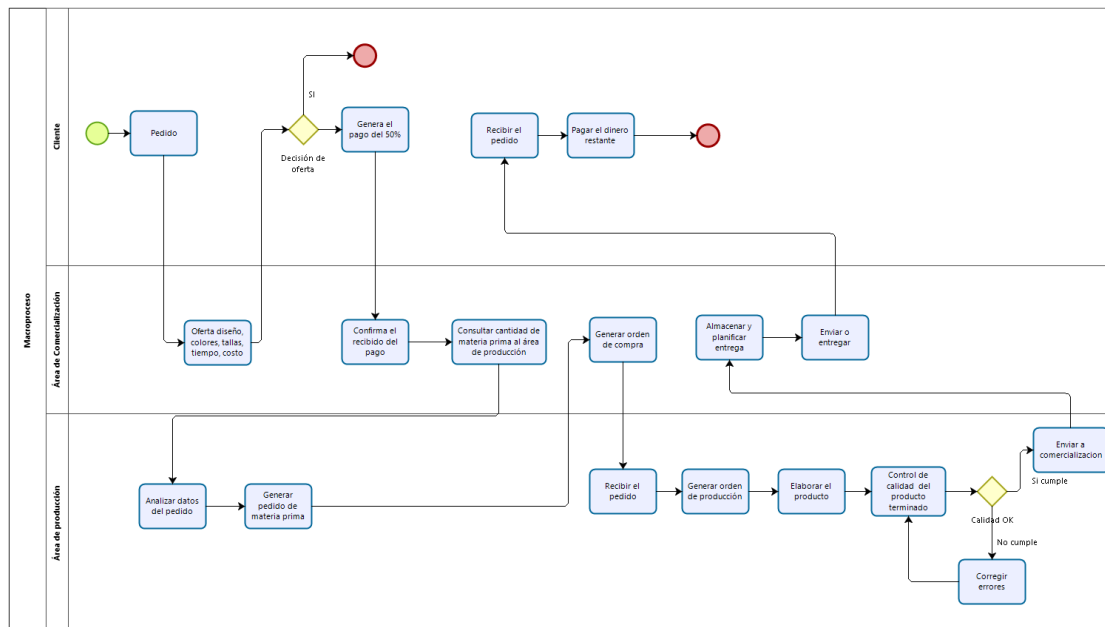 Macroproceso
Cliente
Pedido
SI
Decisión de
oferta
Genera el
pago del 50%
Recibir el
pedido
Pagar el dinero
restante
Área de Comercialización
Oferta diseño,
colores, tallas,
tiempo, costo
Confirma el
recibido del
pago
Consultar cantidad de
materia prima al área
de producción
Generar orden
de compra
Almacenar y
planificar
entrega
Enviar o
entregar
Área de producción
Analizar datos
del pedido
Generar
pedido de
materia prima
Recibir el
pedido
Generar orden
de producción
Elaborar el
producto
Control de
calidad del
producto
terminado
Calidad OK
Enviar a
comercializacion
Si cumple
No cumple
Corregir
errores